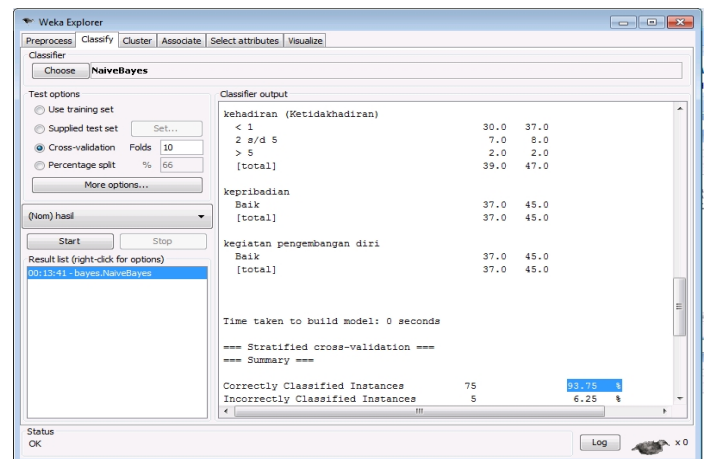 Weka Explorer
Preprocess Classify Cluster Associate Select attributes Visualize
Classifier
Choose NaiveBayes
Test options
Use training set
Supplied test set Set...
Cross-validation Folds 10
Percentage split % 66
More options...
(Nom) hasil
Start Stop
Result list (right-click for options)
00:13:41 - bayes.NaiveBayes
Classifier output
kehadiran (Ketidakhadiran)
< 1 30.0 37.0
2 s/d 5 7.0 8.0
> 5 2.0 2.0
[total] 39.0 47.0
kepribadian
Baik 37.0 45.0
[total] 37.0 45.0
kegiatan pengembangan diri
Baik 37.0 45.0
[total] 37.0 45.0
Time taken to build model: 0 seconds
=== Stratified cross-validation ===
=== Summary ===
Correctly Classified Instances 75 93.75 %
Incorrectly Classified Instances 5 6.25 %
Status
OK
Log x 0